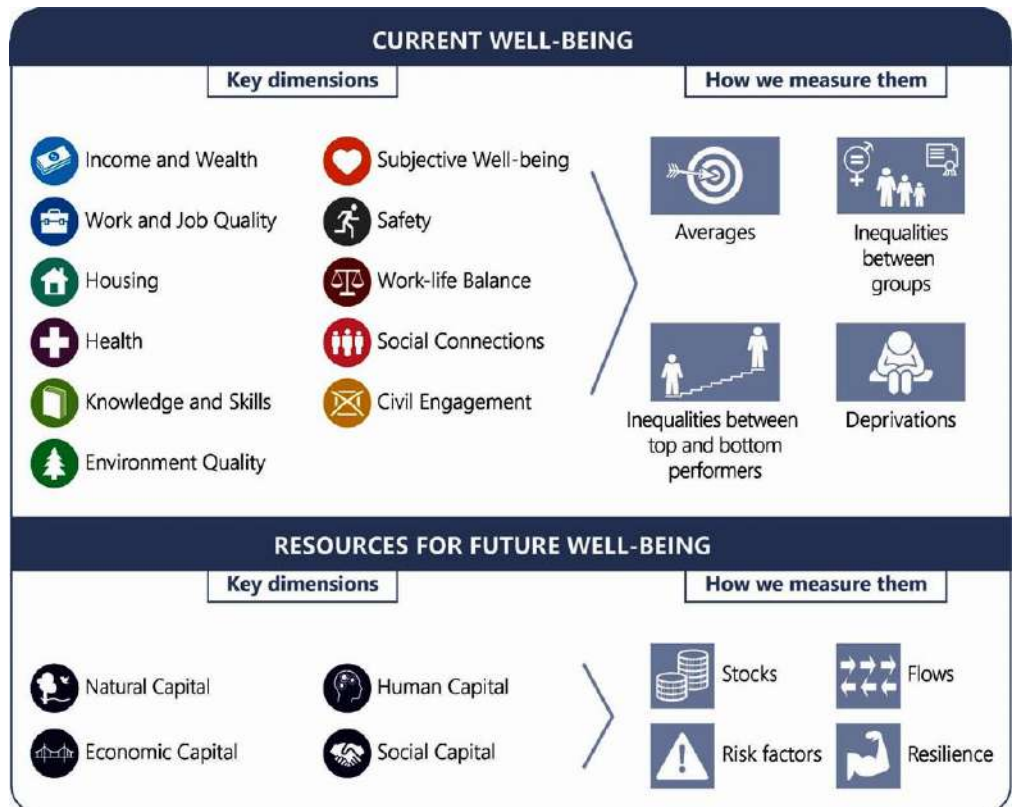 CURRENT WELL-BEING
Key dimensions
How we measure them
Income and Wealth
Work and Job Quality
Housing
Health
Knowledge and Skills
Environment Quality
Subjective Well-being
Safety
Work-life Balance
Social Connections
Civil Engagement
Averages
Inequalities
between
groups
Inequalities between
top and bottom
performers
Deprivations
RESOURCES FOR FUTURE WELL-BEING
Key dimensions
How we measure them
Natural Capital
Economic Capital
Human Capital
Social Capital
Stocks
Flows
Risk factors
Resilience